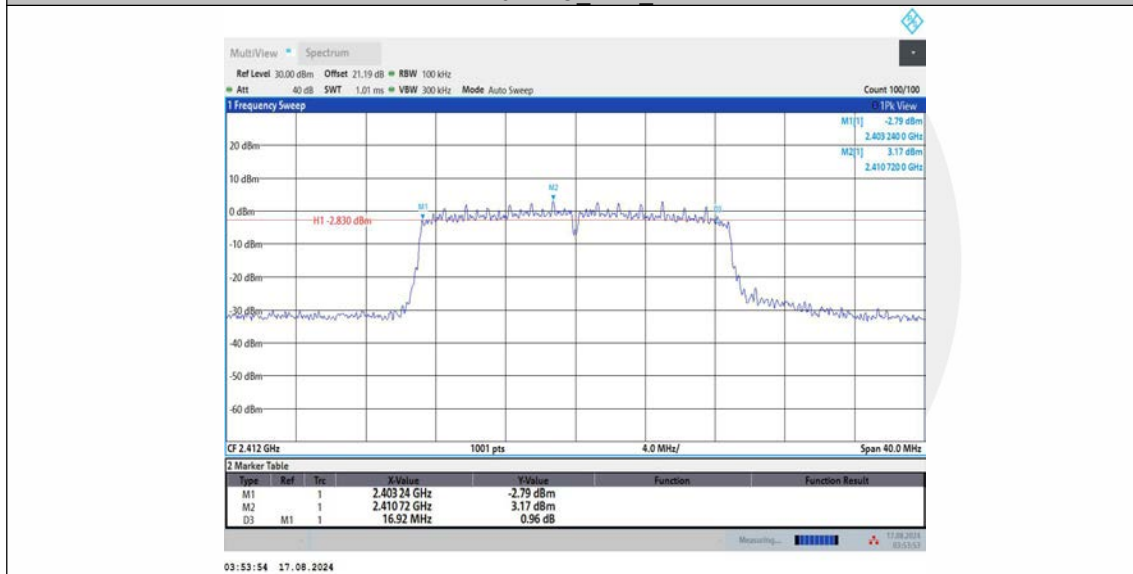 MultiView Spectrum
Ref Level 30.00 dBm Offset 21.19 dB RBW 100 kHz
Att 40 dB SWT 1.01 ms VBW 300 kHz Mode Auto Sweep Count 100/100
1 Frequency Sweep 1Pk View
M1[1] -2.79 dBm
2.403 240 0 GHz
M2[1] 3.17 dBm
2.410 720 0 GHz
20 dBm
10 dBm
M2
M1
0 dBm
H1 -2.830 dBm
-10 dBm
-20 dBm
-30 dBm
-40 dBm
-50 dBm
-60 dBm
CF 2.412 GHz 1001 pts 4.0 MHz/ Span 40.0 MHz
2 Marker Table
Type Ref Trc X-Value Y-Value Function Function Result
M1 1 2.403 24 GHz -2.79 dBm
M2 1 2.410 72 GHz 3.17 dBm
D3 M1 1 16.92 MHz 0.96 dB
Measuring... 17.08.2024
03:53:53
03:53:54 17.08.2024